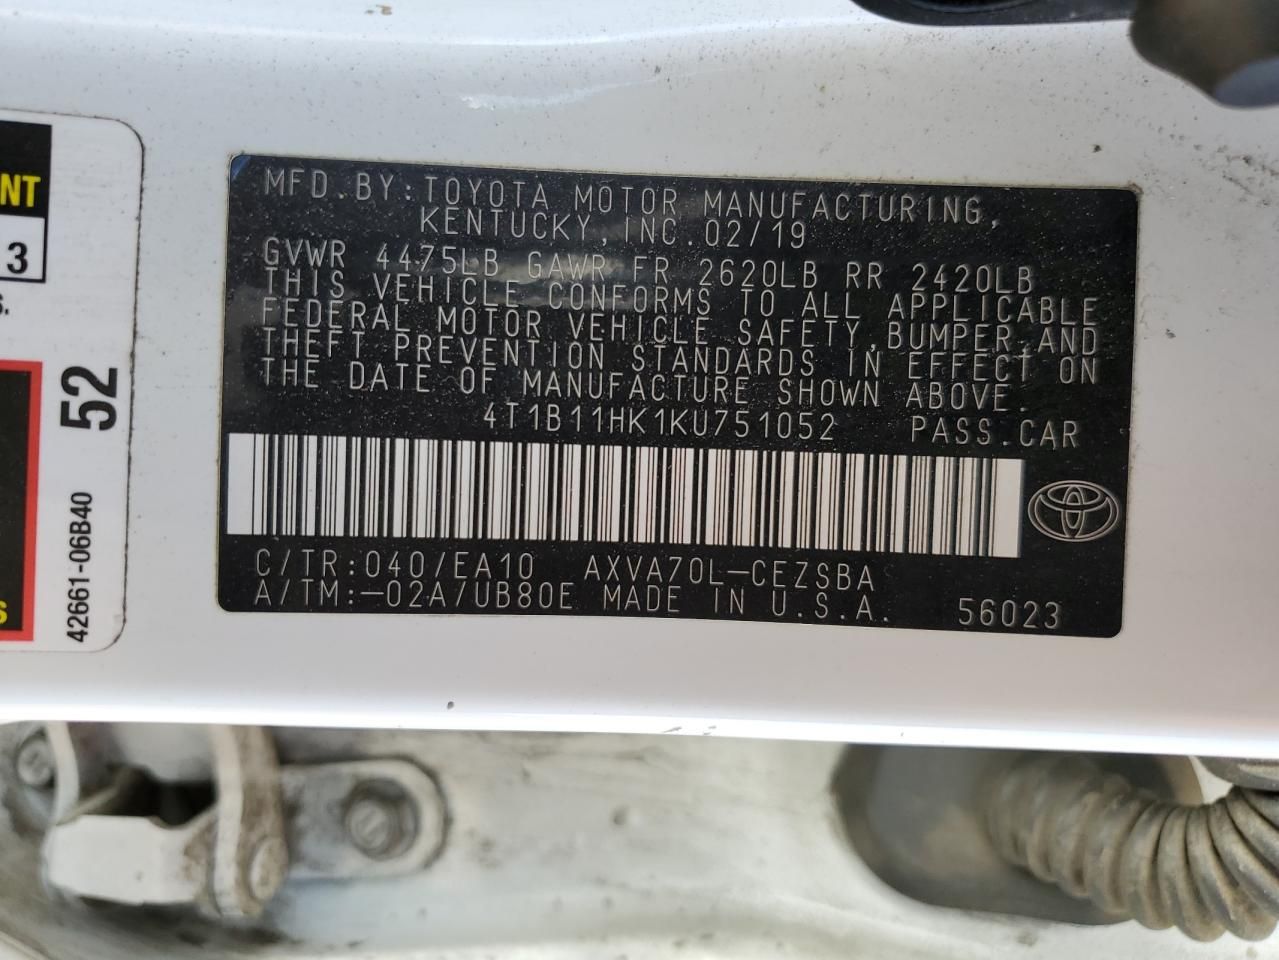 MFD.BY:TOYOTA MOTOR MANUFACTURING,
KENTUCKY,INC.02/19
GVWR 4475LB GAWR FR 2620LB RR 2420LB
THIS VEHICLE CONFORMS TO ALL APPLICABLE
FEDERAL MOTOR VEHICLE SAFETY,BUMPER,AND
THEFT PREVENTION STANDARDS IN EFFECT ON
THE DATE OF MANUFACTURE SHOWN ABOVE.
4T1B11HK1KU751052 PASS.CAR
C/TR:040/EA10 AXVA70L-CEZSBA
A/TM:-02A/UB80E MADE IN U.S.A. 56023
NT
3
S.
S
52
42661-06B40